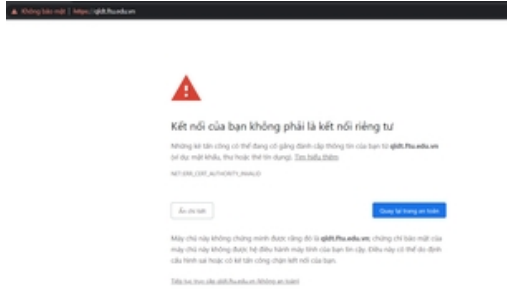 Không bảo mật | https://qldt.ftu.edu.vn
Kết nối của bạn không phải là kết nối riêng tư
Những kẻ tấn công có thể đang cố gắng đánh cắp thông tin của bạn từ qldt.ftu.edu.vn
(ví dụ: mật khẩu, thư hoặc thẻ tín dụng). Tìm hiểu thêm
NET::ERR_CERT_AUTHORITY_INVALID
Ẩn chi tiết
Quay lại trang an toàn
Máy chủ này không chứng minh được rằng đó là qldt.ftu.edu.vn; chứng chỉ bảo mật của
máy chủ này không được hệ điều hành máy tính của bạn tin cậy. Điều này có thể do định
cấu hình sai hoặc có kẻ tấn công chặn kết nối của bạn.
Tiếp tục truy cập qldt.ftu.edu.vn (không an toàn)